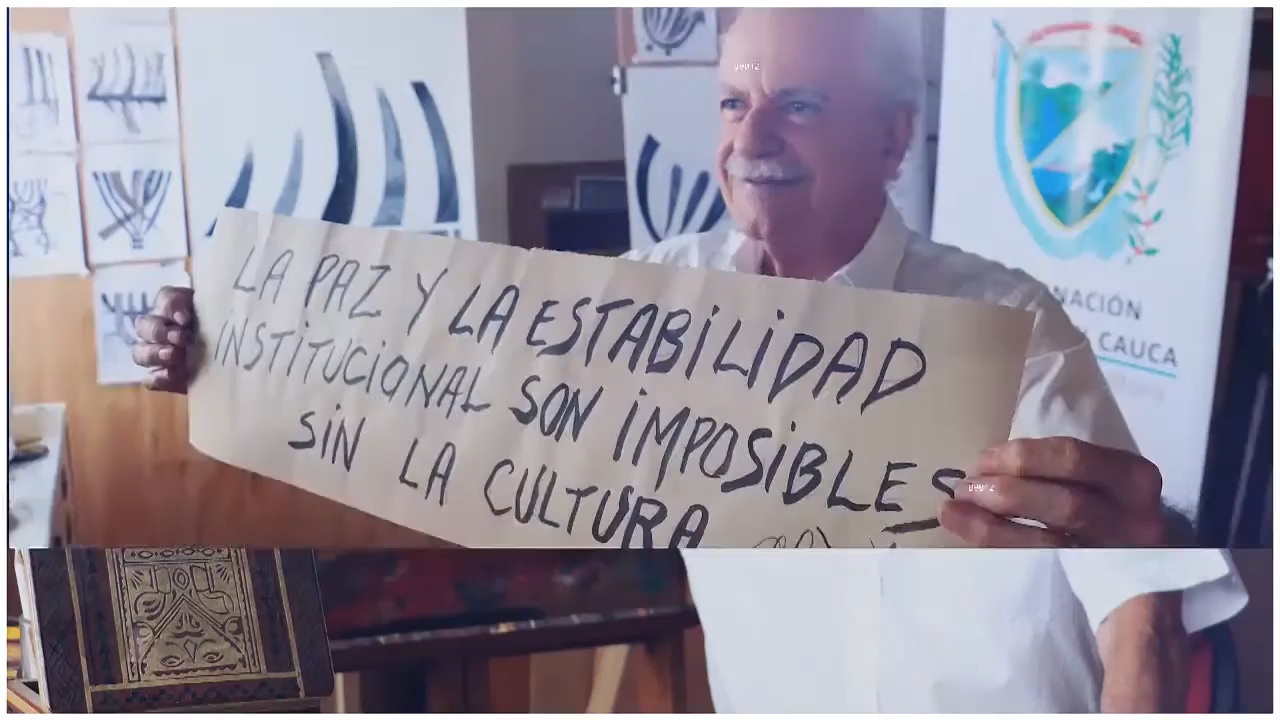 LA PAZ Y LA ESTABILIDAD
INSTITUCIONAL SON IMPOSIBLES
SIN LA CULTURA
NACIÓN
CAUCA